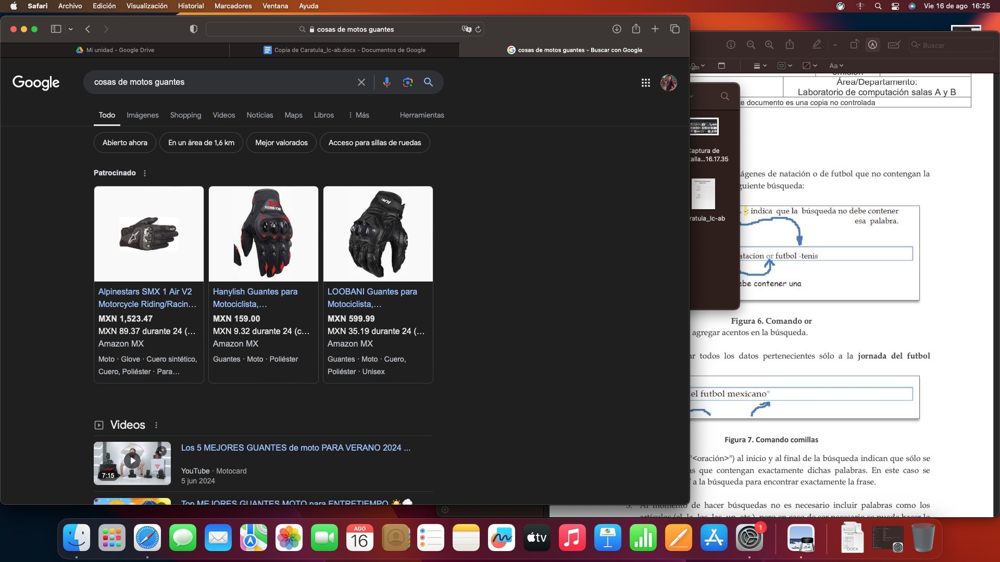 Safari Archivo Edición Visualización Historial Marcadores Ventana Ayuda
Vie 16 de ago 16:25
cosas de motos guantes
Mi unidad - Google Drive
Copia de Caratula_lc-ab.docx - Documentos de Google
cosas de motos guantes - Buscar con Google
Google
cosas de motos guantes
Todo Imágenes Shopping Videos Noticias Maps Libros Más Herramientas
Abierto ahora
En un área de 1,6 km
Mejor valorados
Acceso para sillas de ruedas
Patrocinado
Alpinestars SMX 1 Air V2
Motorcycle Riding/Racin...
MXN 1,523.47
MXN 89.37 durante 24 (...
Amazon MX
Moto · Glove · Cuero sintético,
Cuero, Poliéster · Para...
Hanylish Guantes para
Motociclista,...
MXN 159.00
MXN 9.32 durante 24 (c...
Amazon MX
Guantes · Moto · Poliéster
LOOBANI Guantes para
Motociclista,...
MXN 599.99
MXN 35.19 durante 24 (...
Amazon MX
Guantes · Moto · Cuero,
Poliéster · Unisex
Videos
7:15
Los 5 MEJORES GUANTES de moto PARA VERANO 2024 ...
YouTube · Motocard
5 jun 2024
Top MEJORES GUANTES MOTO para ENTRETIEMPO
Buscar
Aa
Área/Departamento:
Laboratorio de computación salas A y B
documento es una copia no controlada
Captura de
...16.17.35
ratula_lc-ab
ágenes de natación o de futbol que no contengan la
guiente búsqueda:
-: indica que la búsqueda no debe contener
esa palabra.
atacion or futbol -tenis
ebe contener una
Figura 6. Comando or
agregar acentos en la búsqueda.
ar todos los datos pertenecientes sólo a la jornada del futbol
el futbol mexicano"
Figura 7. Comando comillas
"<oración>") al inicio y al final de la búsqueda indican que sólo se
as que contengan exactamente dichas palabras. En este caso se
a la búsqueda para encontrar exactamente la frase.
5. Al momento de hacer búsquedas no es necesario incluir palabras como los
artículos (el, la, los, las, un, etc.), pero en caso de ser necesario se puede hacer lo
AGO
16
tv
1
DOCX